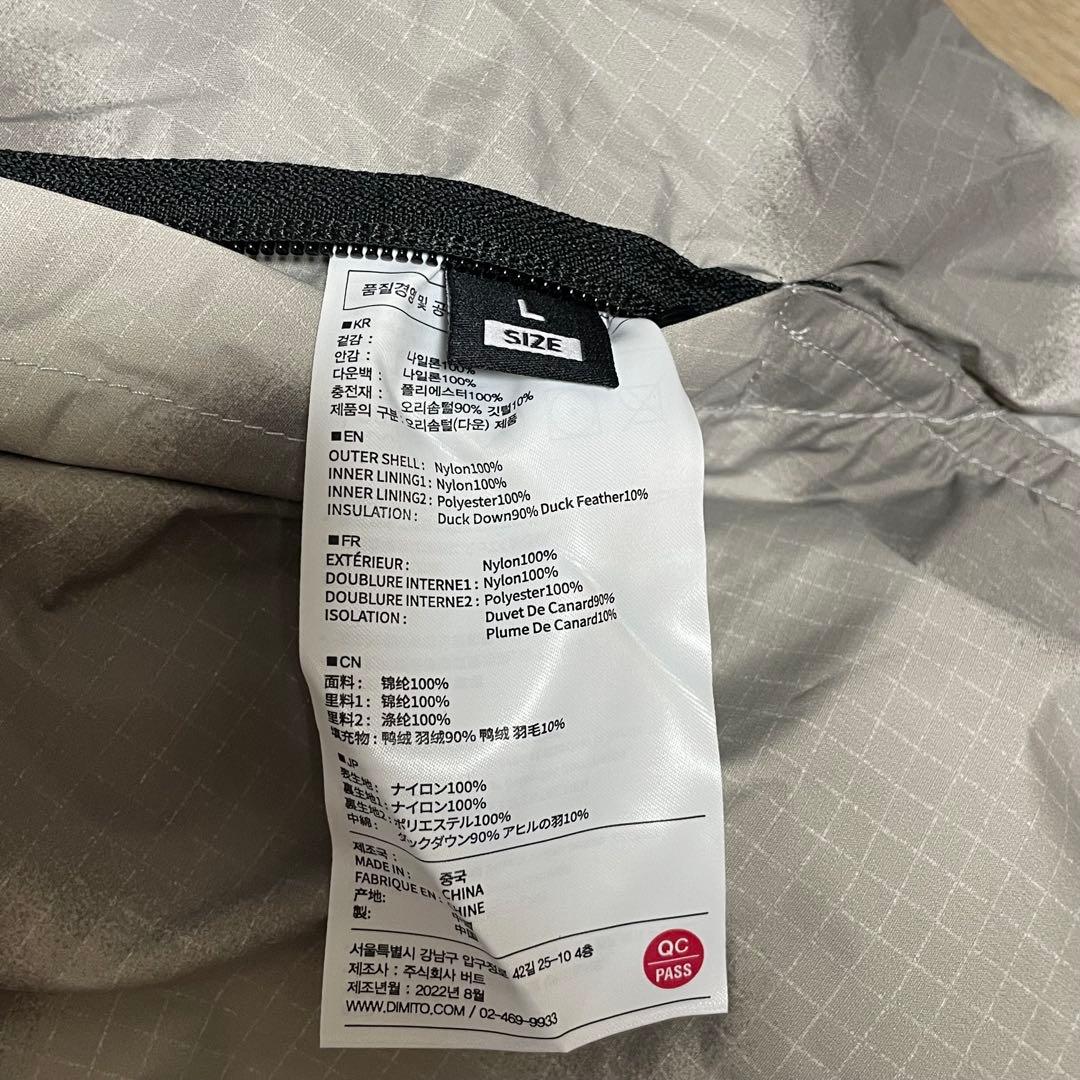 품질경영및 공
L
SIZE
■KR
겉감 : 나일론100%
안감 : 나일론100%
다운백 : 폴리에스터100%
충전재 : 오리솜털90% 깃털10%
제품의 구분: 오리솜털(다운) 제품
■EN
OUTER SHELL: Nylon100%
INNER LINING1: Nylon100%
INNER LINING2: Polyester100%
INSULATION: Duck Down90% Duck Feather10%
■FR
EXTÉRIEUR: Nylon100%
DOUBLURE INTERNE1: Nylon100%
DOUBLURE INTERNE2: Polyester100%
ISOLATION: Duvet De Canard90%
Plume De Canard10%
■CN
面料: 锦纶100%
里料1: 锦纶100%
里料2: 涤纶100%
填充物: 鸭绒 羽绒90% 鸭绒 羽毛10%
■JP
表生地: ナイロン100%
裏生地1: ナイロン100%
裏生地2: ポリエステル100%
中綿: ダックダウン90% アヒルの羽10%
제조국 : 중국
MADE IN: CHINA
FABRIQUE EN: CHINE
产地: 中国
製: 中国
서울특별시 강남구 압구정로 42길 25-10 4층
제조사 : 주식회사 버트
제조년월 : 2022년 8월
WWW.DIMITO.COM / 02-469-9933
QC
PASS